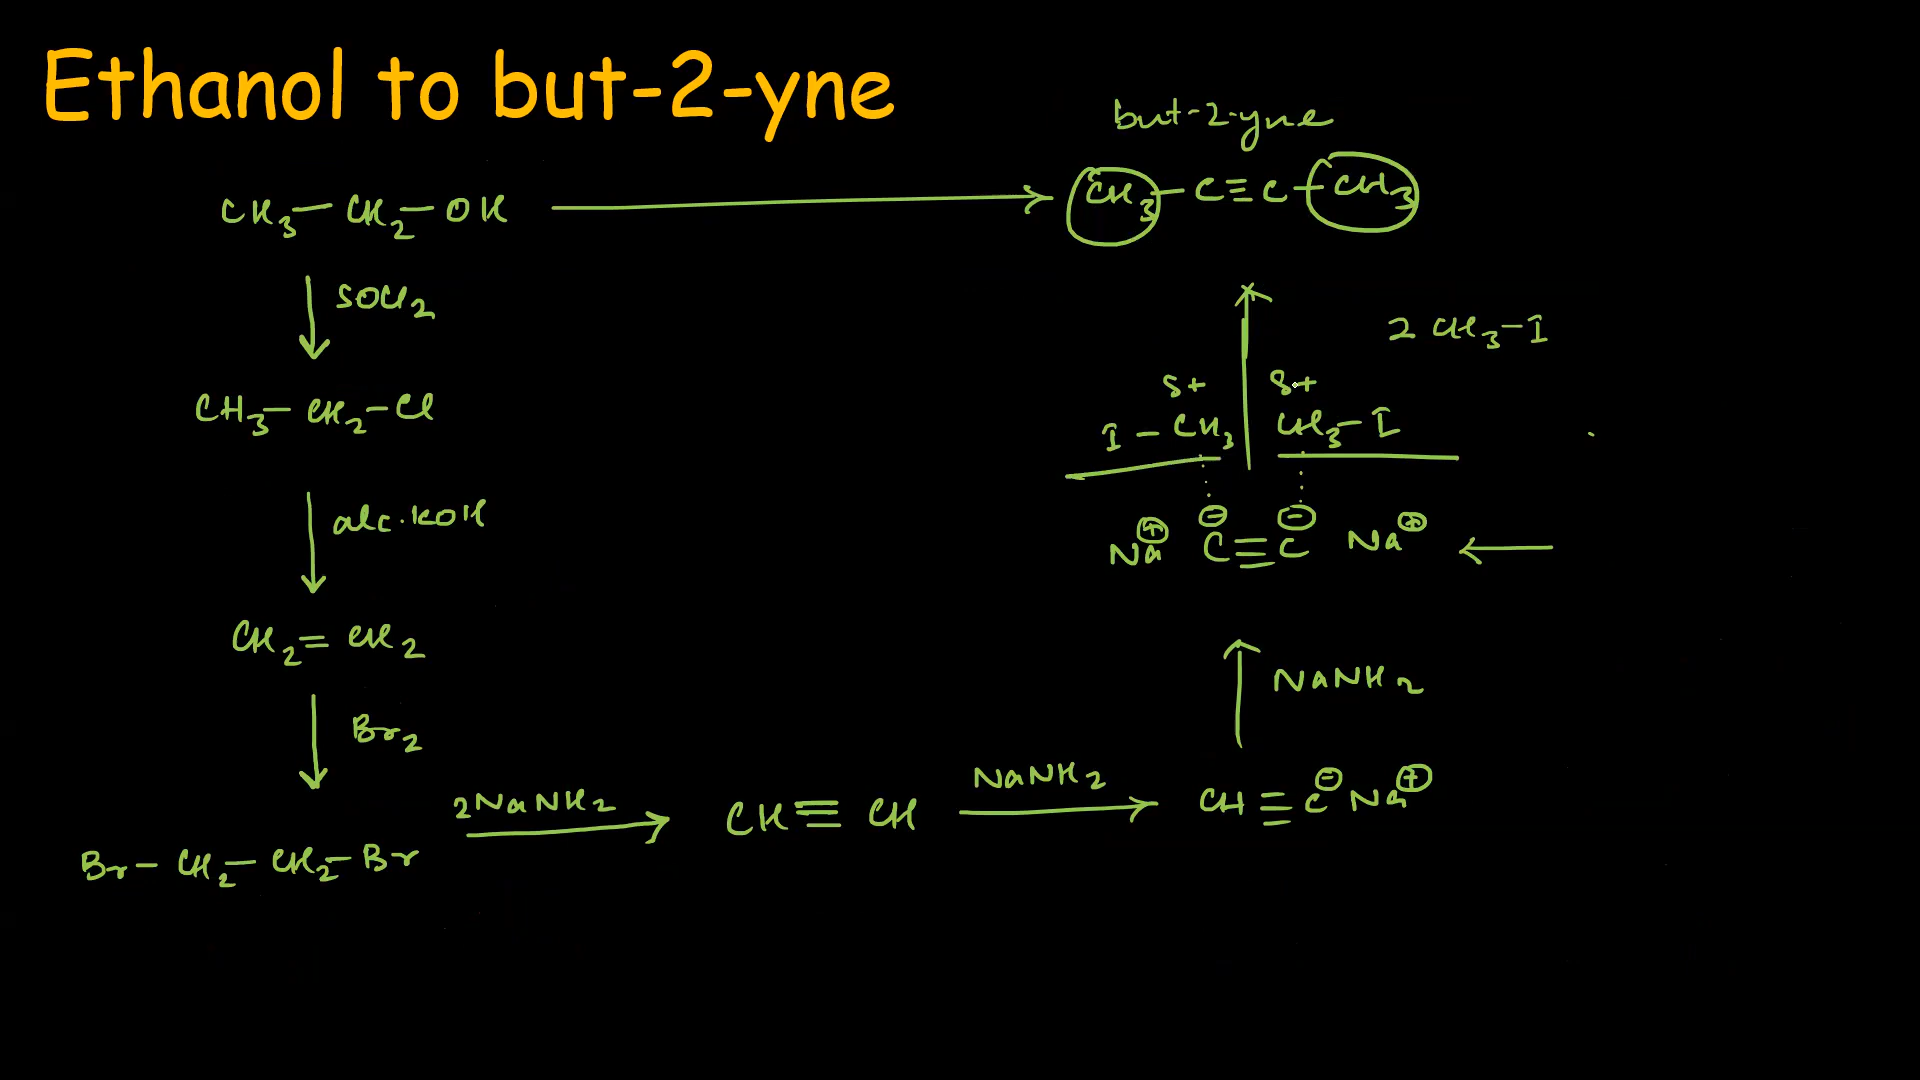 Ethanol to but-2-yne
but-2-yne
CH₃—CH₂—OH
CH₃—C≡C—CH₃
SOCl₂
2 CH₃—I
δ+ δ+
CH₃—CH₂—Cl
I—CH₃ CH₃—I
alc. KOH
Na⊕ C⊖≡C⊖ Na⊕
CH₂=CH₂
NaNH₂
Br₂
2NaNH₂
NaNH₂
CH≡CH
CH≡C⊖ Na⊕
Br—CH₂—CH₂—Br